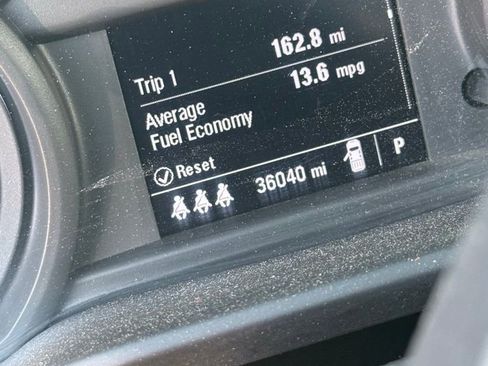 Trip 1 162.8 mi
Average 13.6 mpg
Fuel Economy
Reset
36040 mi P